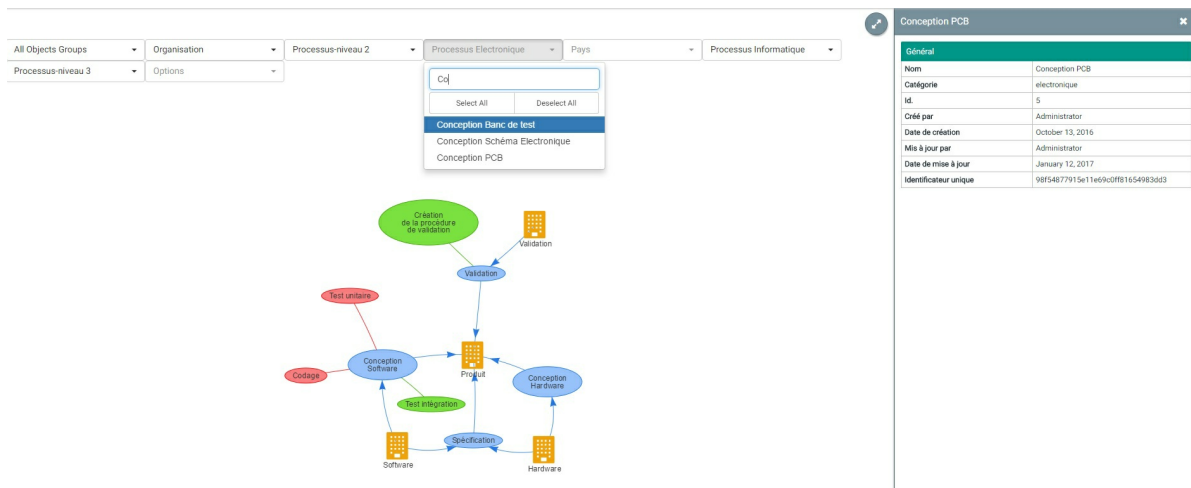 All Objects Groups
Organisation
Processus-niveau 2
Processus Electronique
Pays
Processus Informatique
Processus-niveau 3
Options
Co
Select All
Deselect All
Conception Banc de test
Conception Schéma Electronique
Conception PCB
Création
de la procédure
de validation
Validation
Validation
Test unitaire
Conception
Software
Produit
Codage
Conception
Hardware
Test intégration
Spécification
Software
Hardware
Conception PCB
Général
Nom Conception PCB
Catégorie electronique
Id. 5
Créé par Administrator
Date de création October 13, 2016
Mis à jour par Administrator
Date de mise à jour January 12, 2017
Identificateur unique 98f54877915e11e69c0ff81654983dd3